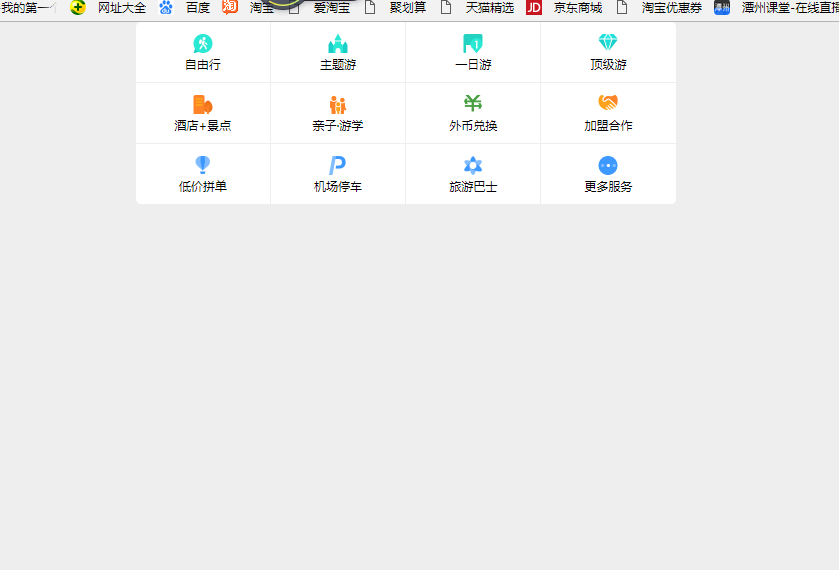 我的第一个 网址大全 百度 淘宝 爱淘宝 聚划算 天猫精选 JD 京东商城 淘宝优惠券 潭州 潭州课堂-在线直播
自由行 主题游 一日游 顶级游
酒店+景点 亲子·游学 外币兑换 加盟合作
低价拼单 机场停车 旅游巴士 更多服务